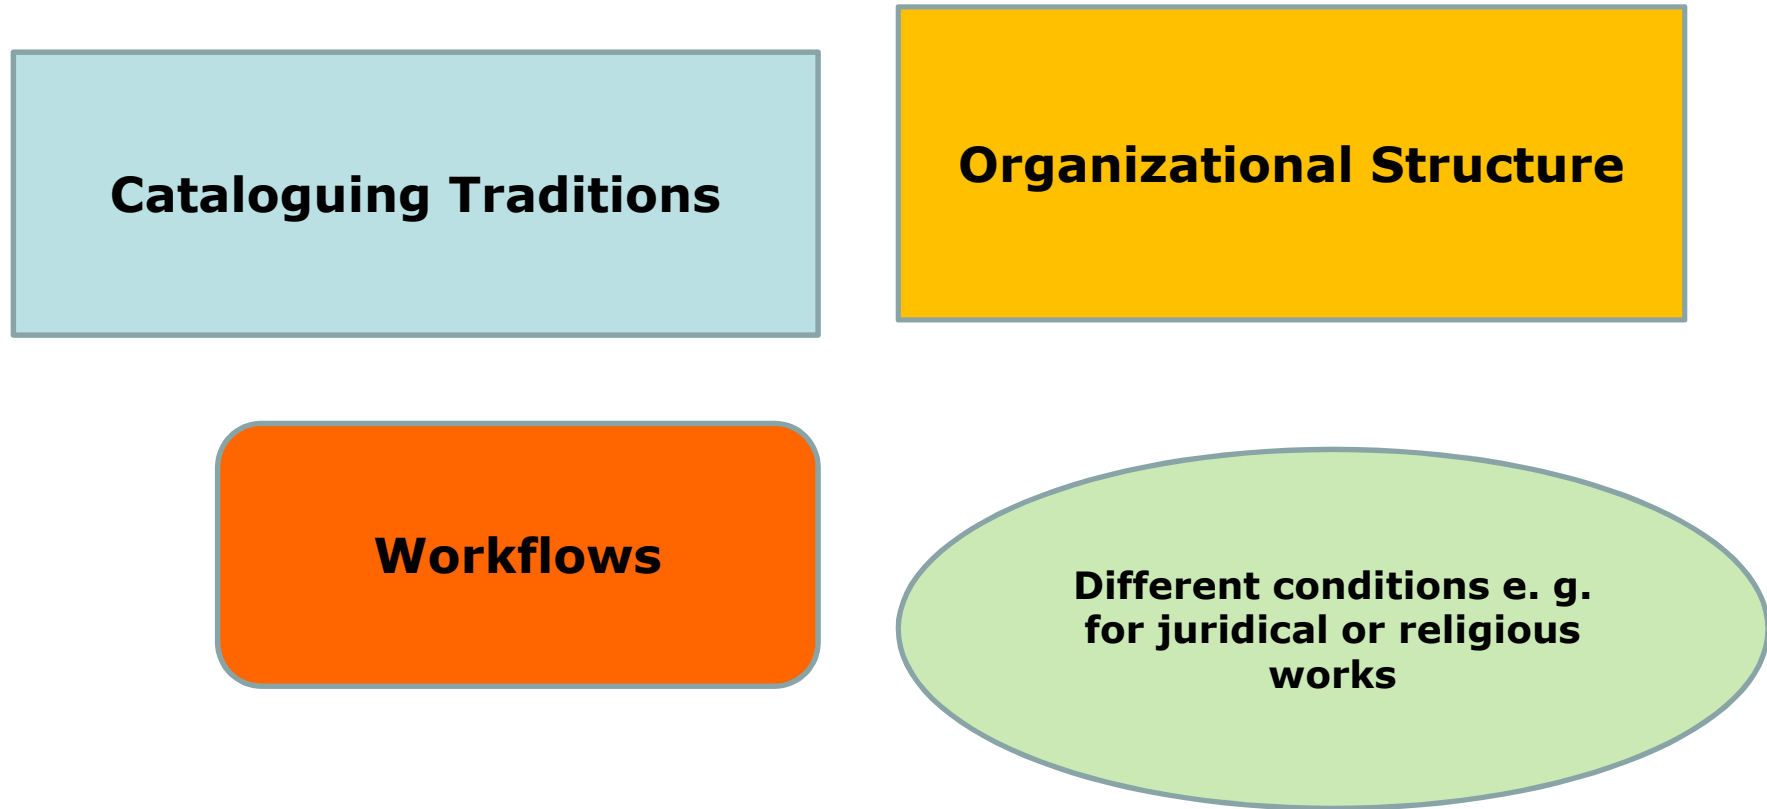 Cataloguing Traditions
Organizational Structure
Workflows
Different conditions e. g.
for juridical or religious
works